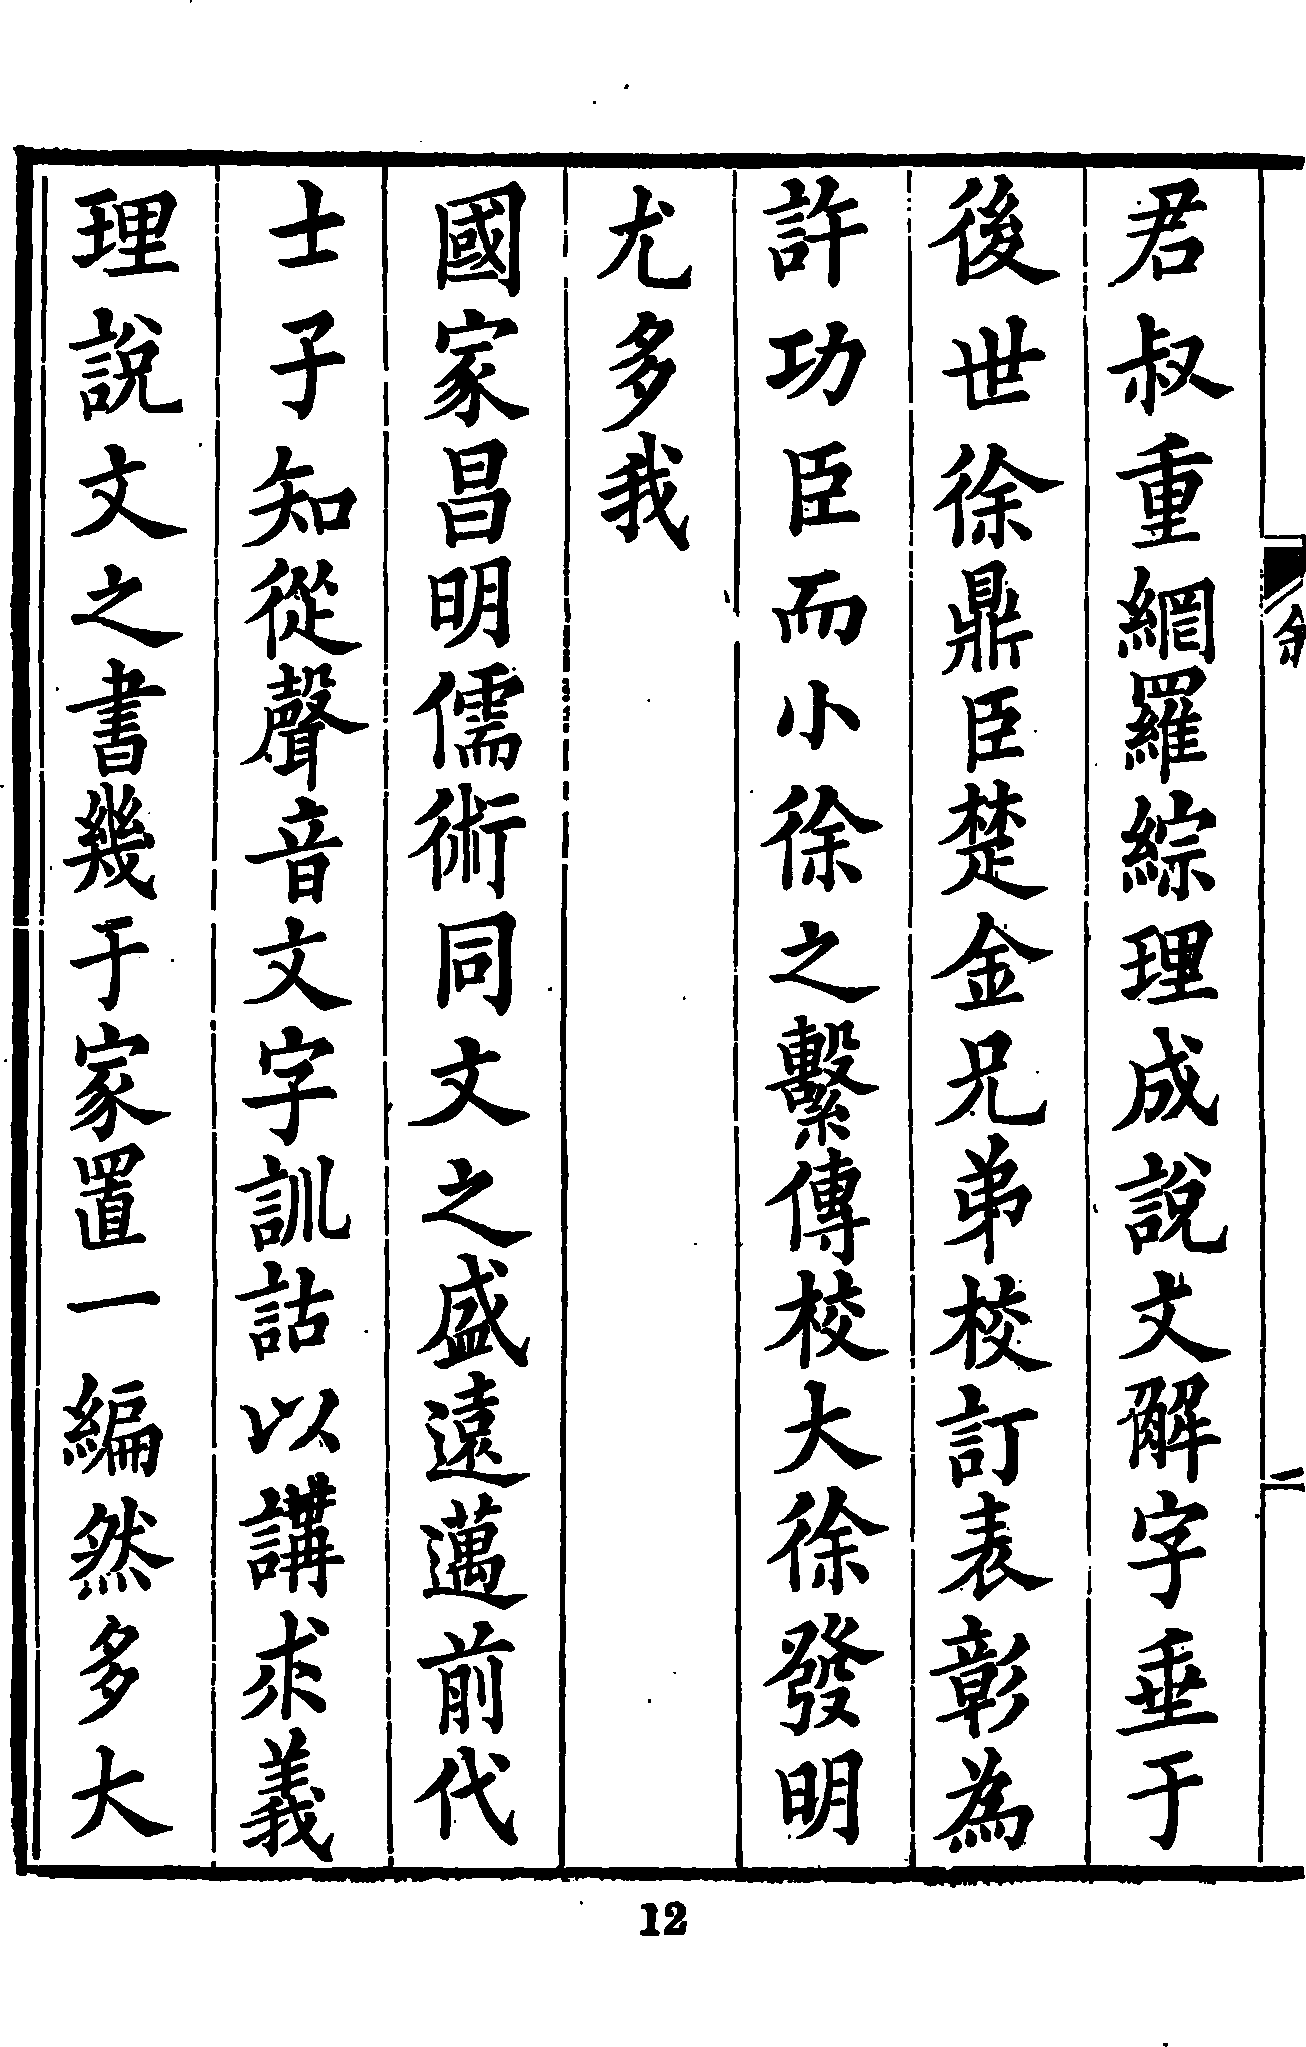 君叔重網羅綜理成說文解字垂于
後世徐鼎臣楚金兄弟校訂表彰為
許功臣而小徐之繫傳校大徐發明
尤多我
國家昌明儒術同文之盛遠邁前代
士子知從聲音文字訓詁以講求義
理說文之書幾于家置一編然多大
12